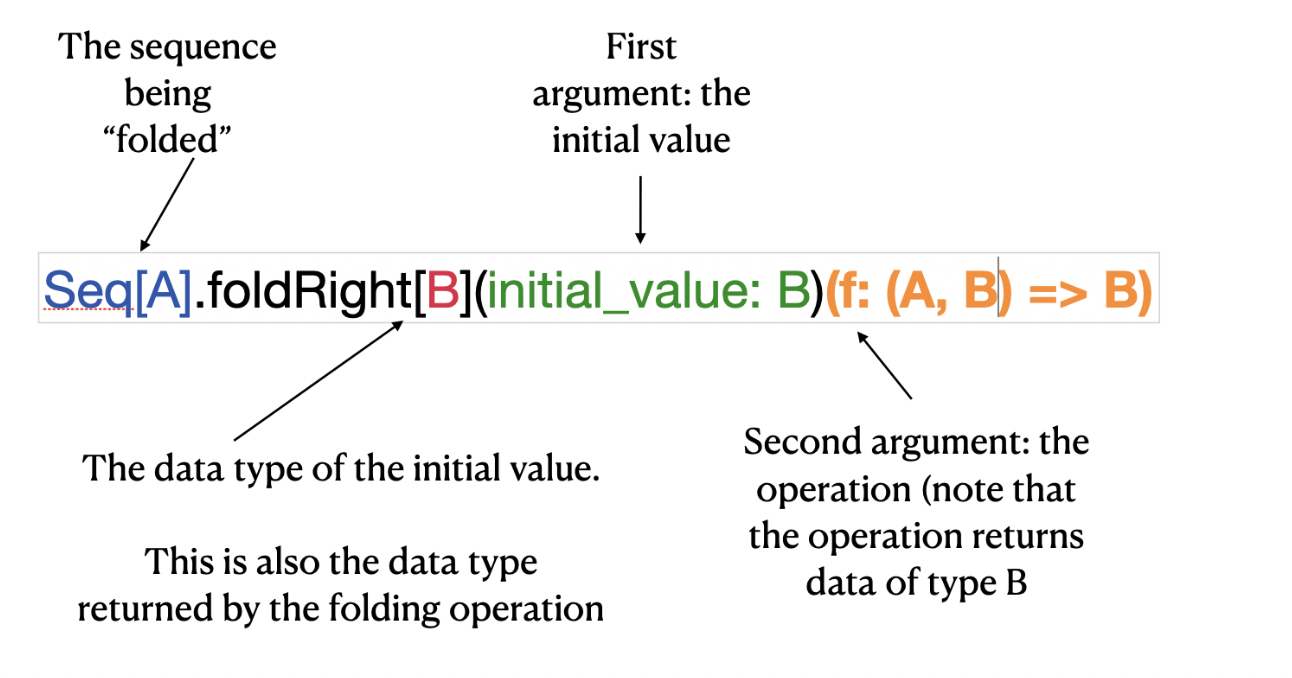 The sequence
being
“folded”
First
argument: the
initial value
Seq[A].foldRight[B](initial_value: B)(f: (A, B) => B)
The data type of the initial value.
This is also the data type
returned by the folding operation
Second argument: the
operation (note that
the operation returns
data of type B